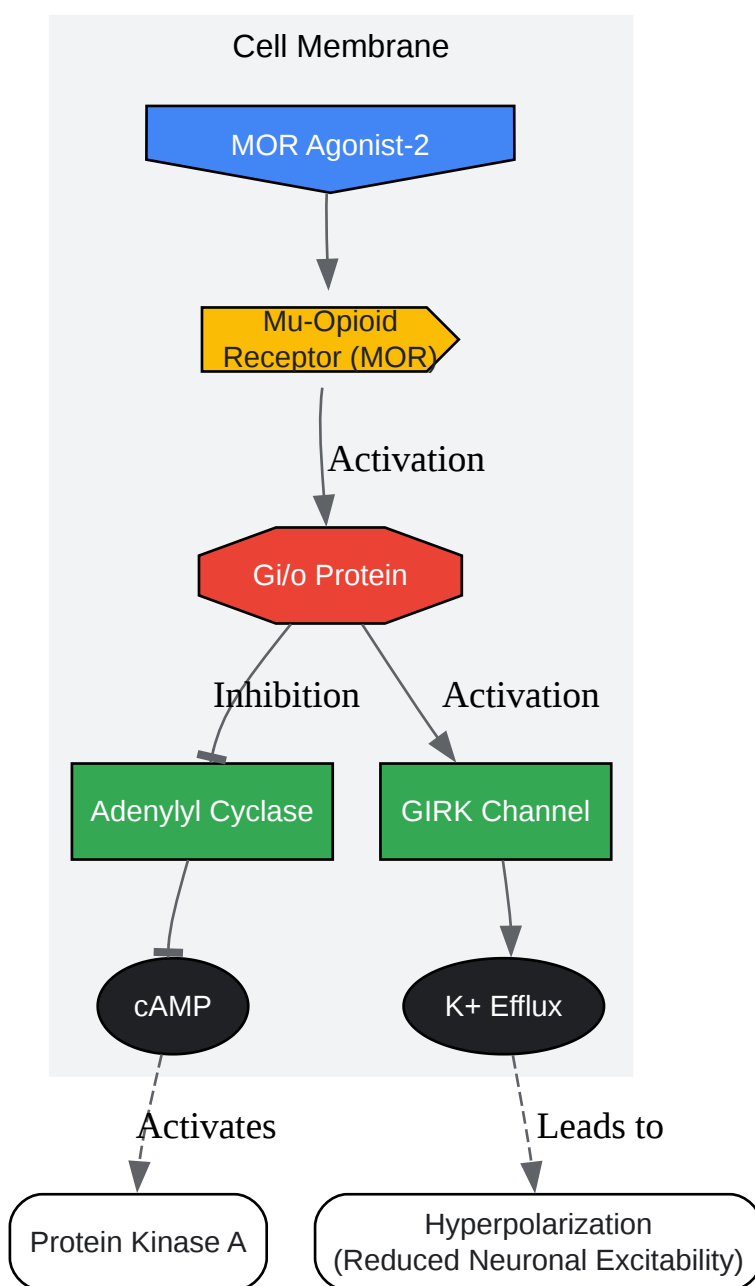 Cell Membrane
MOR Agonist-2
Mu-Opioid
Receptor (MOR)
Activation
Gi/o Protein
Inhibition
Activation
Adenylyl Cyclase
GIRK Channel
cAMP
K+ Efflux
Activates
Leads to
Protein Kinase A
Hyperpolarization
(Reduced Neuronal Excitability)